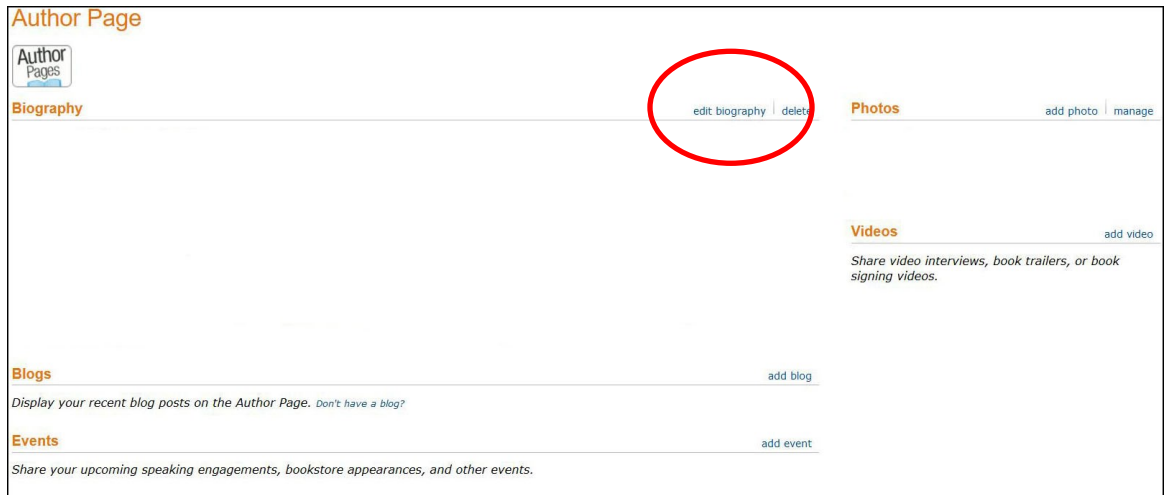 Author Page
Author
Pages
Biography
edit biography | delete
Photos
add photo | manage
Videos
add video
Share video interviews, book trailers, or book
signing videos.
Blogs
add blog
Display your recent blog posts on the Author Page. Don't have a blog?
Events
add event
Share your upcoming speaking engagements, bookstore appearances, and other events.